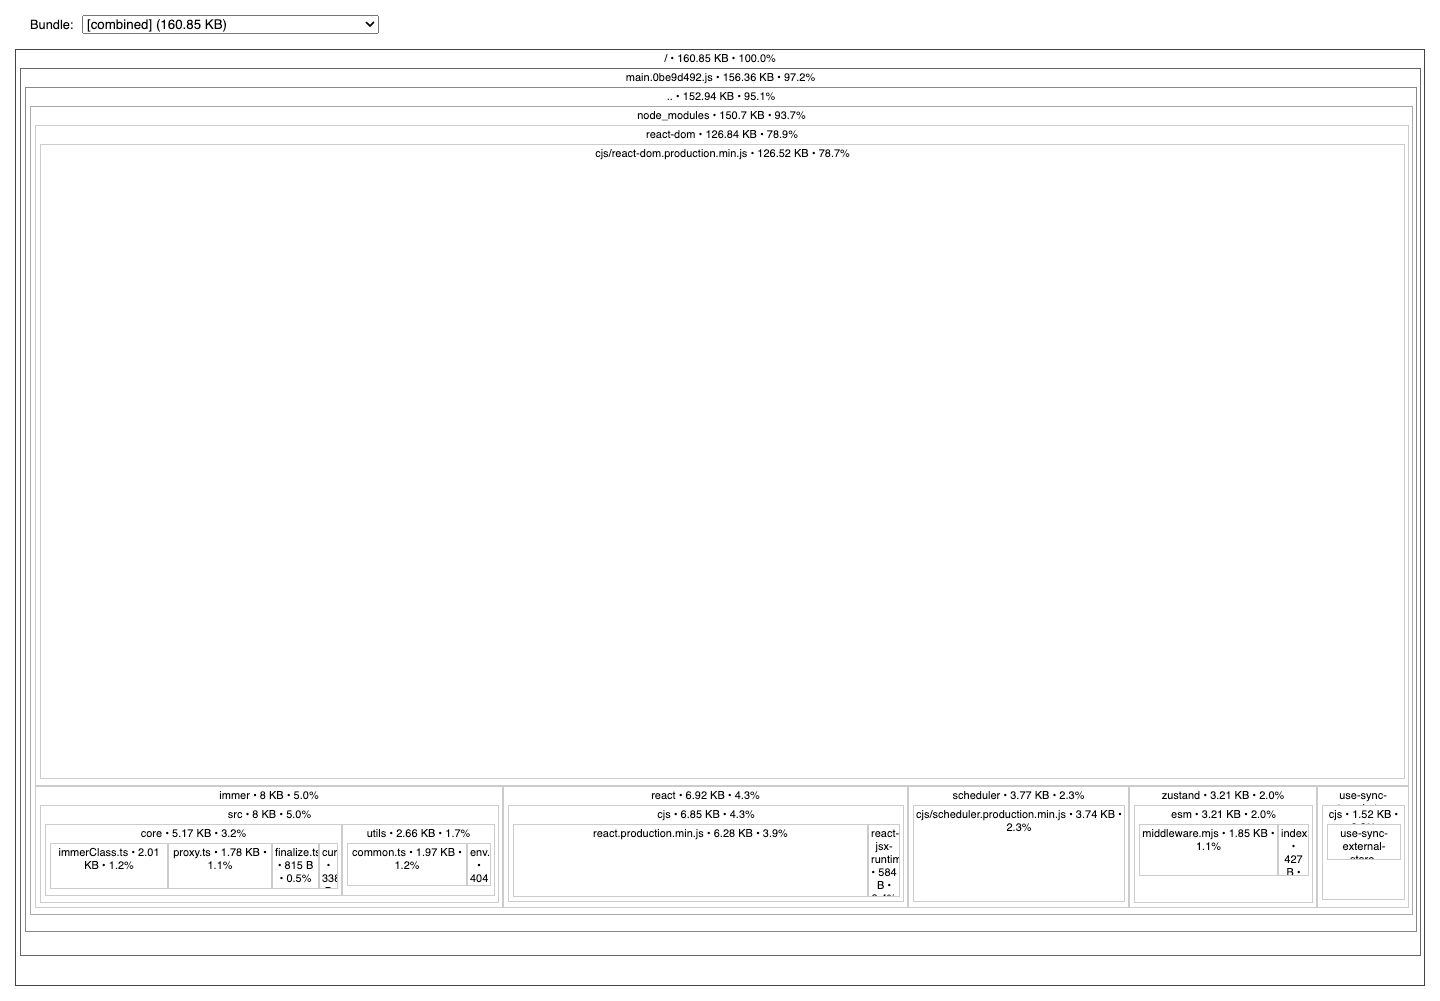 Bundle: [combined] (160.85 KB)
/ • 160.85 KB • 100.0%
main.0be9d492.js • 156.36 KB • 97.2%
.. • 152.94 KB • 95.1%
node_modules • 150.7 KB • 93.7%
react-dom • 126.84 KB • 78.9%
cjs/react-dom.production.min.js • 126.52 KB • 78.7%
immer • 8 KB • 5.0%
src • 8 KB • 5.0%
core • 5.17 KB • 3.2%
immerClass.ts • 2.01
KB • 1.2%
proxy.ts • 1.78 KB •
1.1%
finalize.ts
• 815 B
• 0.5%
cur
•
338
utils • 2.66 KB • 1.7%
common.ts • 1.97 KB •
1.2%
env.
•
404
react • 6.92 KB • 4.3%
cjs • 6.85 KB • 4.3%
react.production.min.js • 6.28 KB • 3.9%
react-
jsx-
runtim
• 584
B •
scheduler • 3.77 KB • 2.3%
cjs/scheduler.production.min.js • 3.74 KB •
2.3%
zustand • 3.21 KB • 2.0%
esm • 3.21 KB • 2.0%
middleware.mjs • 1.85 KB •
1.1%
index
•
427
B •
use-sync-
cjs • 1.52 KB •
use-sync-
external-